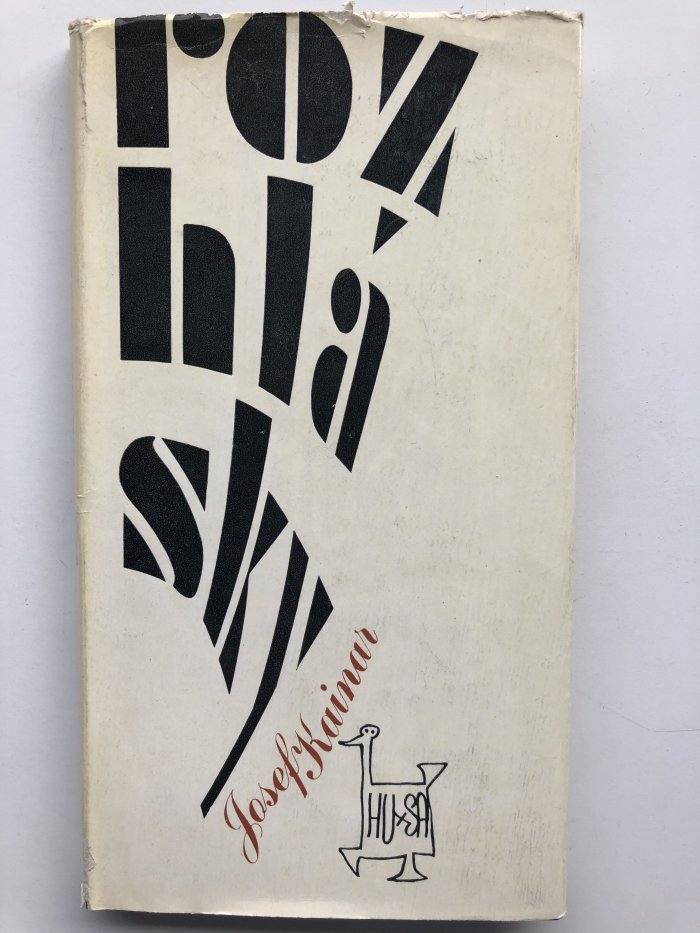 roz
hlá
sky
Josef Kainar
HU×SA